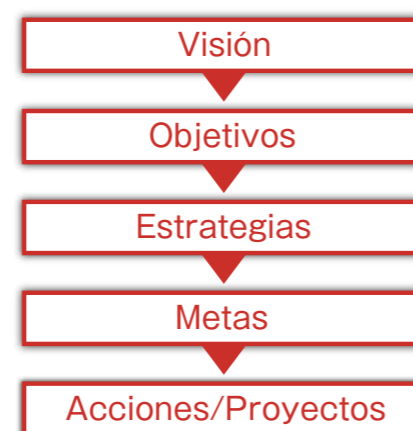 Visión
Objetivos
Estrategias
Metas
Acciones/Proyectos